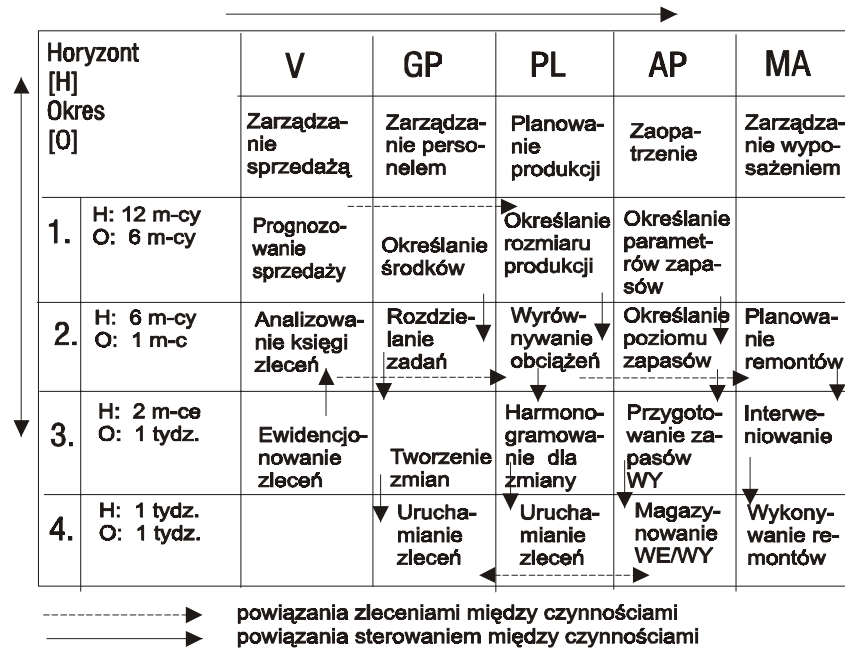 Horyzont
[H]
Okres
[O]
V
GP
PL
AP
MA
Zarządza-
nie
sprzedażą
Zarządza-
nie perso-
nelem
Planowa-
nie
produkcji
Zaopa-
trzenie
Zarządza-
nie wypo-
sażeniem
1.
H: 12 m-cy
O: 6 m-cy
Prognozo-
wanie
sprzedaży
Określanie
środków
Określanie
rozmiaru
produkcji
Określanie
paramet-
rów zapa-
sów
2.
H: 6 m-cy
O: 1 m-c
Analizowa-
nie księgi
zleceń
Rozdzie-
lanie
zadań
Wyrów-
nywanie
obciążeń
Określanie
poziomu
zapasów
Planowa-
nie
remontów
3.
H: 2 m-ce
O: 1 tydz.
Ewidencjo-
nowanie
zleceń
Tworzenie
zmian
Harmono-
gramowa-
nie dla
zmiany
Przygoto-
wanie za-
pasów
WY
Interwe-
niowanie
4.
H: 1 tydz.
O: 1 tydz.
Urucha-
mianie
zleceń
Urucha-
mianie
zleceń
Magazy-
nowanie
WE/WY
Wykony-
wanie re-
montów
powiązania zleceniami między czynnościami
powiązania sterowaniem między czynnościami